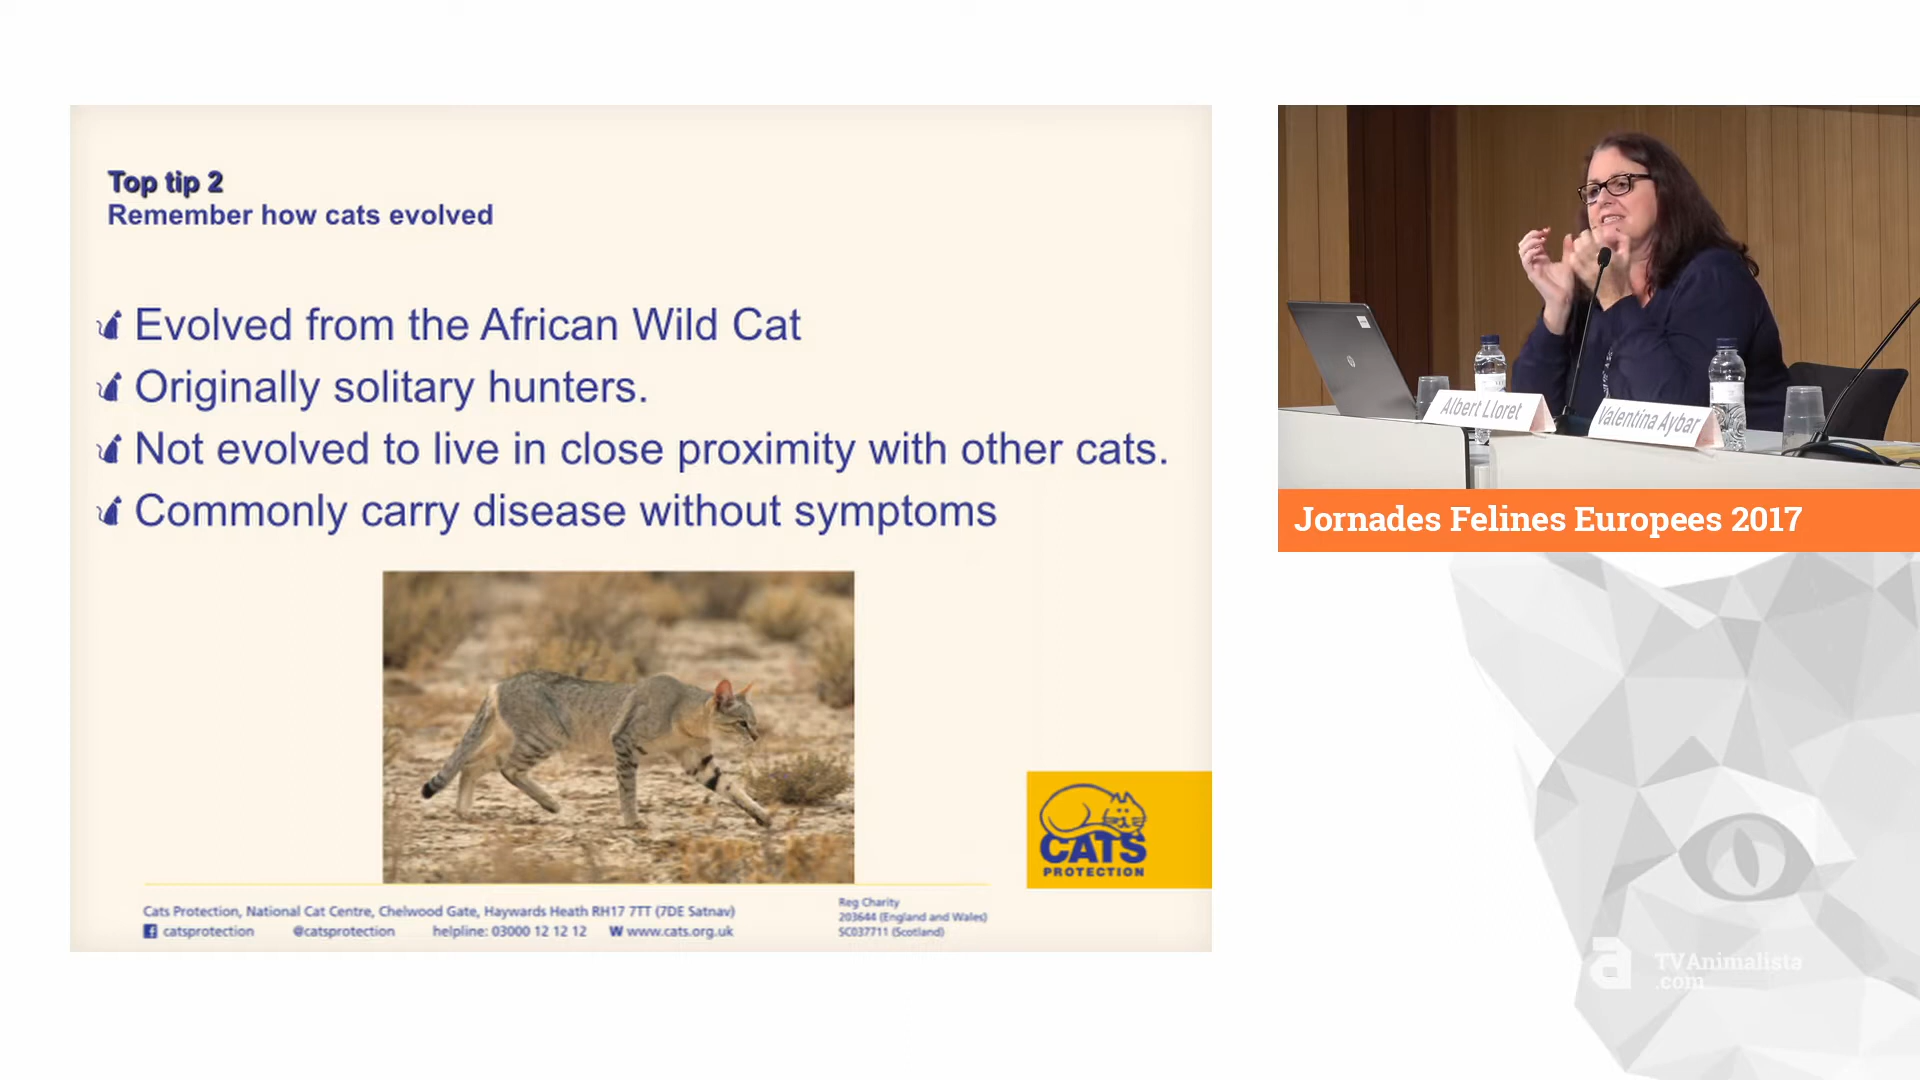 Top tip 2
Remember how cats evolved
Evolved from the African Wild Cat
Originally solitary hunters.
Not evolved to live in close proximity with other cats.
Commonly carry disease without symptoms
CATS
PROTECTION
Cats Protection, National Cat Centre, Chelwood Gate, Haywards Heath RH17 7TT (7DE Satnav)
catsprotection @catsprotection helpline: 03000 12 12 12 W www.cats.org.uk
Reg Charity
203644 (England and Wales)
SC037711 (Scotland)
Albert Lloret
Valentina Aybar
Jornades Felines Europees 2017
a TVAnimalista
.com